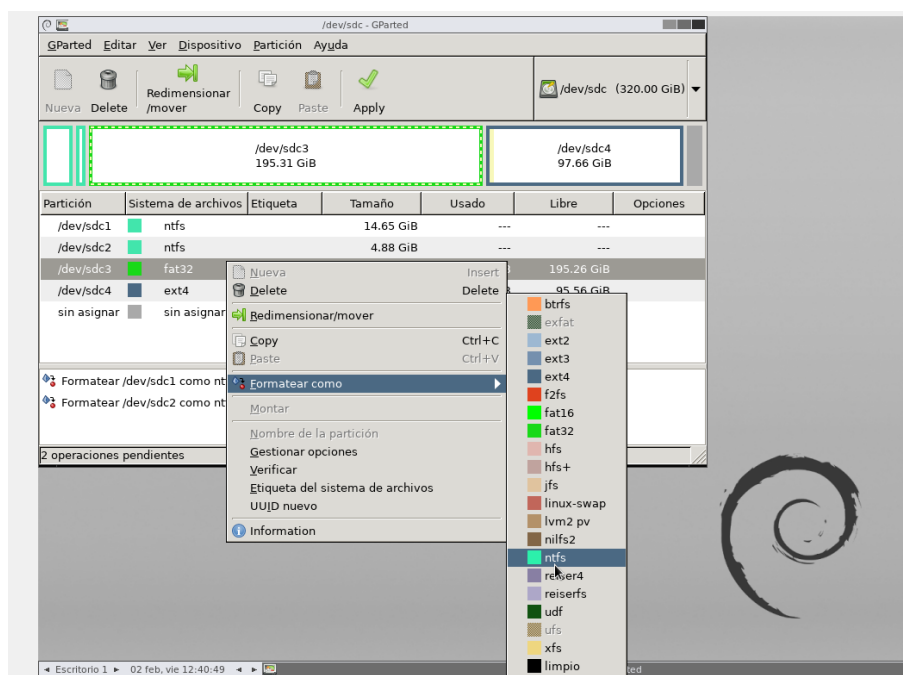 /dev/sdc - GParted
GParted Editar Ver Dispositivo Partición Ayuda
Nueva Delete Redimensionar /mover Copy Paste Apply /dev/sdc (320.00 GiB)
/dev/sdc3 /dev/sdc4
195.31 GiB 97.66 GiB
Partición Sistema de archivos Etiqueta Tamaño Usado Libre Opciones
/dev/sdc1 ntfs 14.65 GiB --- ---
/dev/sdc2 ntfs 4.88 GiB --- ---
/dev/sdc3 fat32 195.26 GiB
/dev/sdc4 ext4 95.56 GiB
sin asignar sin asignar
Formatear /dev/sdc1 como nt
Formatear /dev/sdc2 como nt
2 operaciones pendientes
Nueva Insert
Delete Delete
Redimensionar/mover
Copy Ctrl+C
Paste Ctrl+V
Formatear como
Montar
Nombre de la partición
Gestionar opciones
Verificar
Etiqueta del sistema de archivos
UUID nuevo
Information
btrfs
exfat
ext2
ext3
ext4
f2fs
fat16
fat32
hfs
hfs+
jfs
linux-swap
lvm2 pv
nilfs2
ntfs
reiser4
reiserfs
udf
ufs
xfs
limpio
Escritorio 1 02 feb, vie 12:40:49 ted